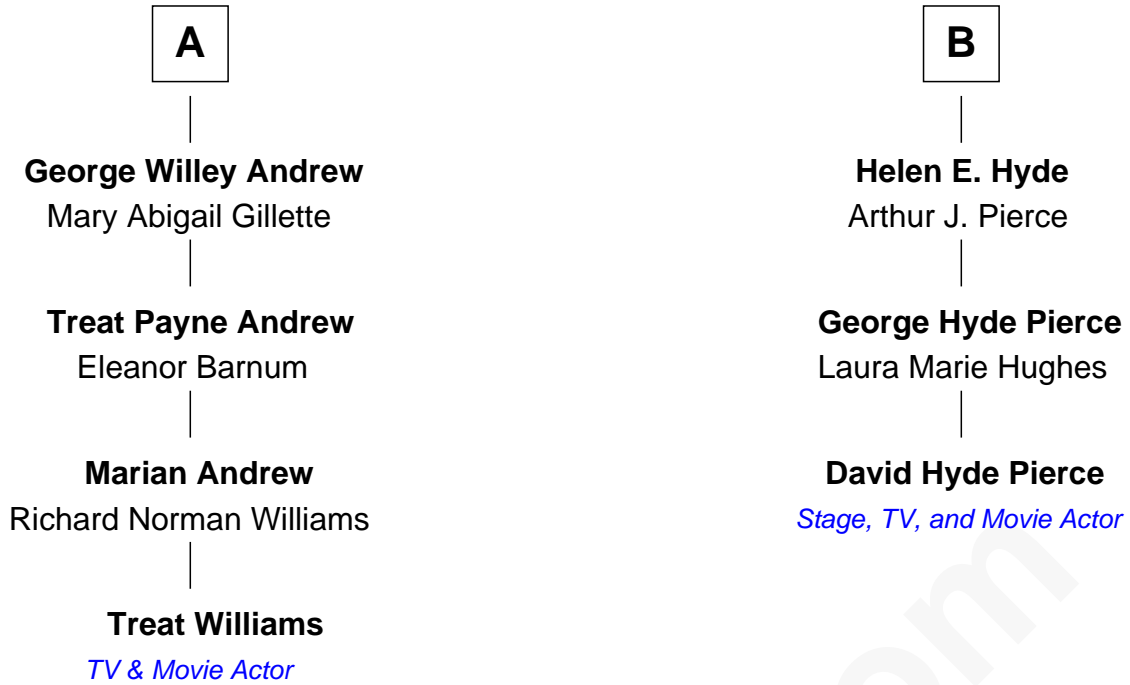 A
George Willey Andrew
Mary Abigail Gillette
Treat Payne Andrew
Eleanor Barnum
Marian Andrew
Richard Norman Williams
Treat Williams
TV & Movie Actor
B
Helen E. Hyde
Arthur J. Pierce
George Hyde Pierce
Laura Marie Hughes
David Hyde Pierce
Stage, TV, and Movie Actor
om